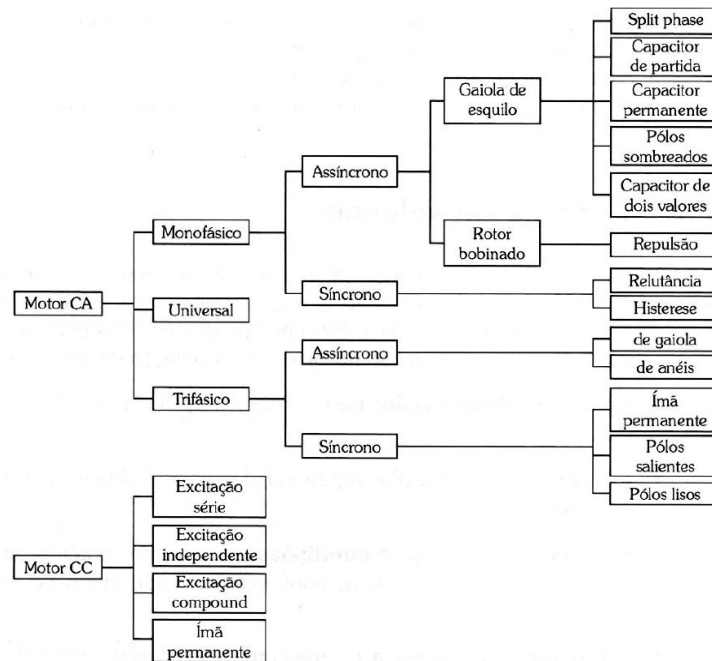 Split phase
Capacitor
de partida
Gaiola de
esquilo
Capacitor
permanente
Pólos
sombreados
Assíncrono
Capacitor de
dois valores
Monofásico
Rotor
bobinado
Repulsão
Relutância
Motor CA
Universal
Síncrono
Histerese
Assíncrono
de gaiola
de anéis
Trifásico
Ímã
permanente
Síncrono
Pólos
salientes
Pólos lisos
Excitação
série
Excitação
independente
Motor CC
Excitação
compound
Ímã
permanente